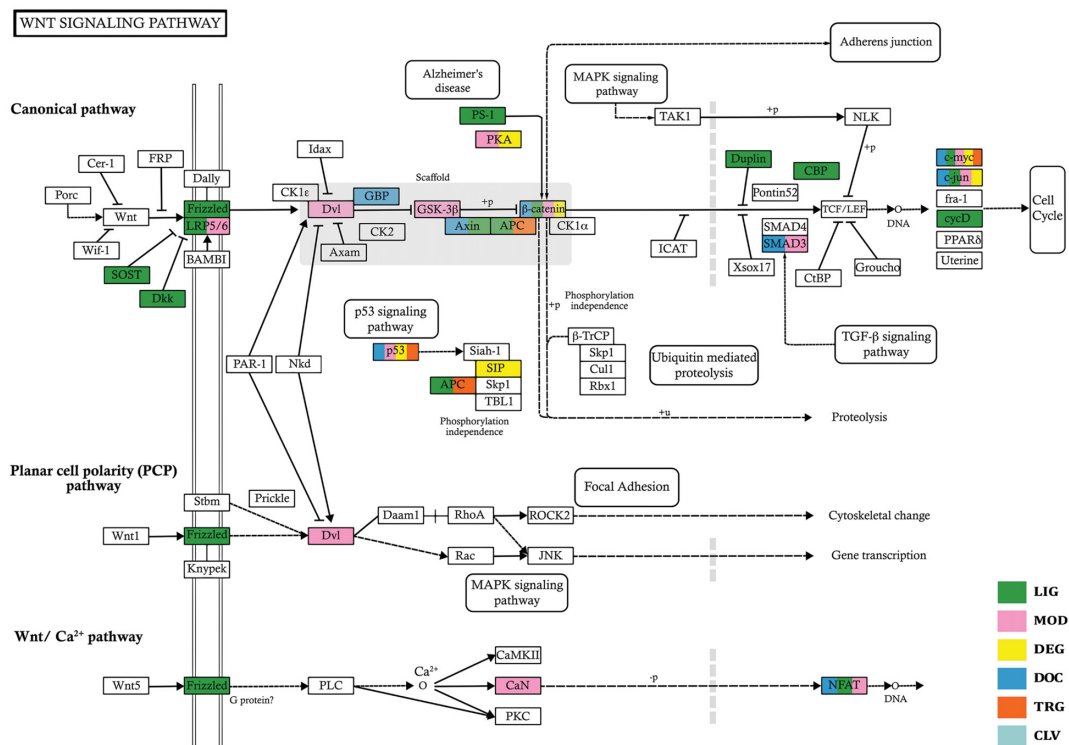 WNT SIGNALING PATHWAY
Adherens junction
Alzheimer's
disease
MAPK signaling
pathway
Canonical pathway
PS-1
PKA
TAK1
+p
NLK
+p
Cer-1
FRP
Idax
Scaffold
Duplin
CBP
c-myc
c-jun
fra-1
cycD
PPARδ
Uterine
Cell
Cycle
Porc
Dally
CK1ε
GBP
Pontin52
Wnt
Frizzled
LRP5/6
Dvl
GSK-3β
+p
β-catenin
TCF/LEF
DNA
Axin
APC
CK1α
CK2
SMAD4
SMAD3
Wif-1
BAMBI
Axam
ICAT
Xsox17
CtBP
Groucho
SOST
Dkk
Phosphorylation
independence
+p
p53 signaling
pathway
TGF-β signaling
pathway
β-TrCP
Skp1
Cul1
Rbx1
Ubiquitin mediated
proteolysis
p53
Siah-1
SIP
APC
Skp1
TBL1
Phosphorylation
independence
PAR-1
Nkd
+u
Proteolysis
Planar cell polarity (PCP)
pathway
Focal Adhesion
Stbm
Prickle
Wnt1
Frizzled
Dvl
Daam1
RhoA
ROCK2
Cytoskeletal change
Rac
JNK
Gene transcription
Knypek
MAPK signaling
pathway
Wnt/ Ca²⁺ pathway
CaMKII
Ca²⁺
Wnt5
Frizzled
G protein?
PLC
CaN
-p
NFAT
DNA
PKC
LIG
MOD
DEG
DOC
TRG
CLV